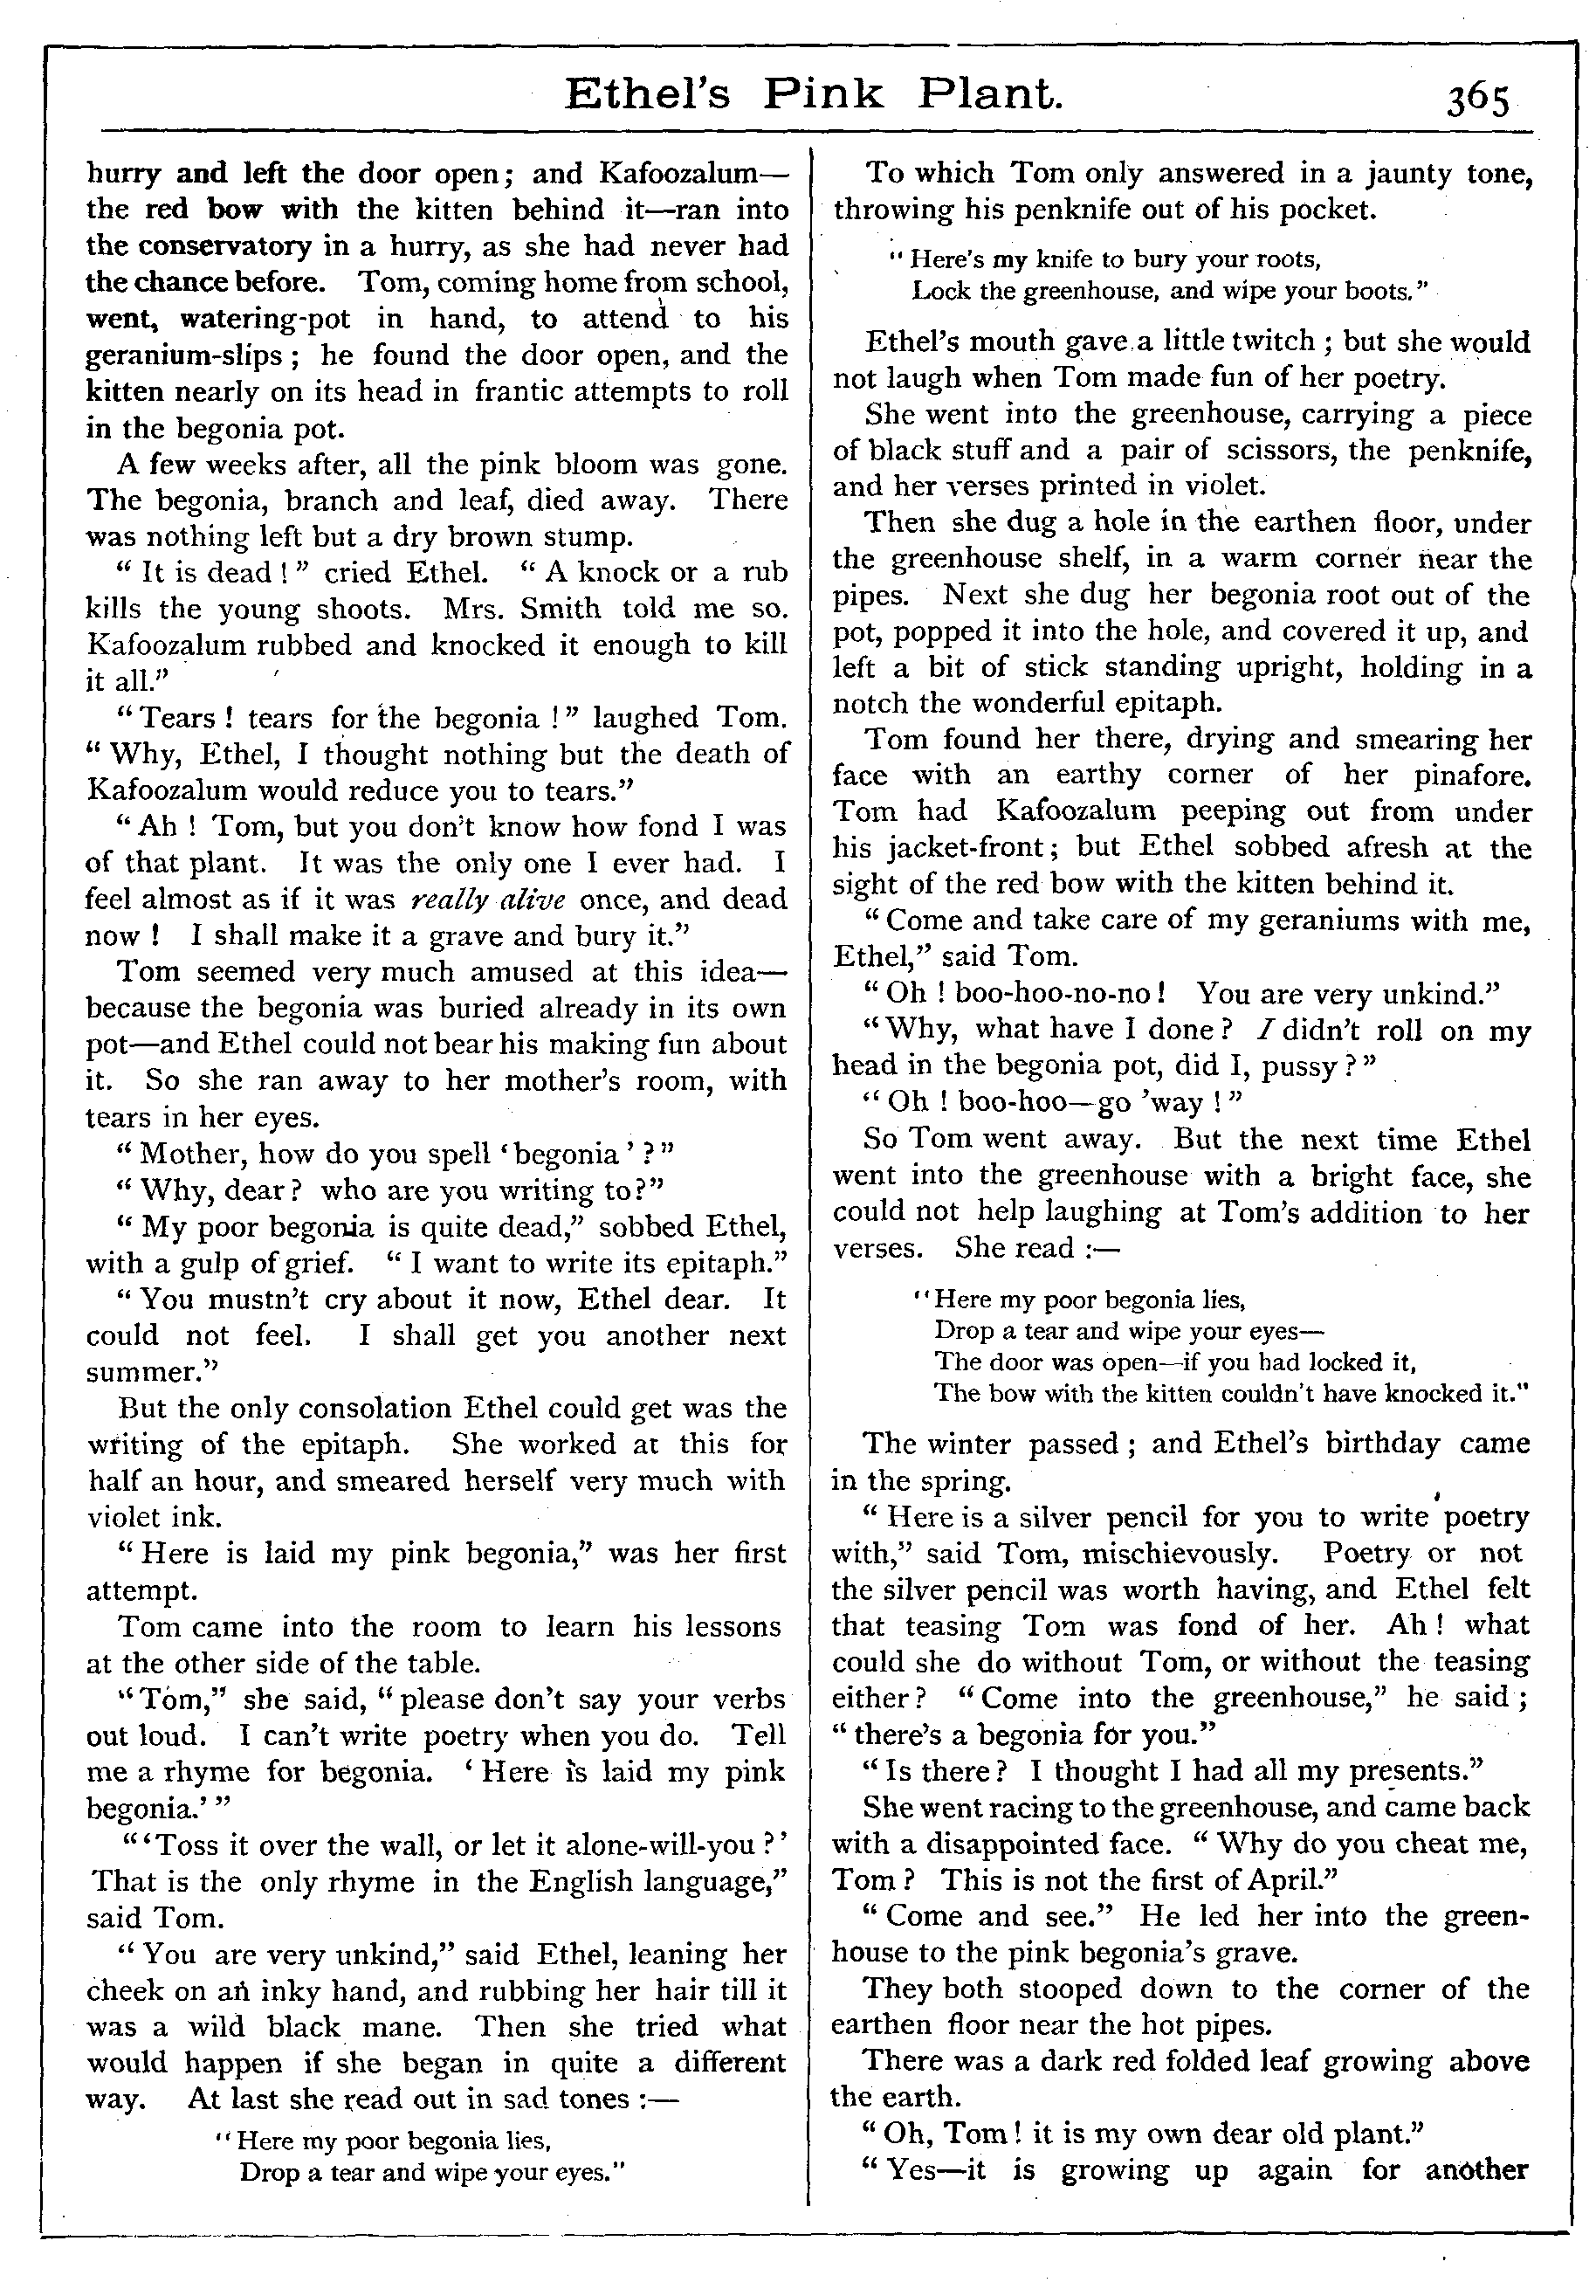 Ethel's Pink Plant.
365
hurry and left the door open; and Kafoozalum—
the red bow with the kitten behind it—ran into
the conservatory in a hurry, as she had never had
the chance before. Tom, coming home from school,
went, watering-pot in hand, to attend to his
geranium-slips; he found the door open, and the
kitten nearly on its head in frantic attempts to roll
in the begonia pot.
A few weeks after, all the pink bloom was gone.
The begonia, branch and leaf, died away. There
was nothing left but a dry brown stump.
"It is dead!" cried Ethel. "A knock or a rub
kills the young shoots. Mrs. Smith told me so.
Kafoozalum rubbed and knocked it enough to kill
it all."
"Tears! tears for the begonia!" laughed Tom.
"Why, Ethel, I thought nothing but the death of
Kafoozalum would reduce you to tears."
"Ah! Tom, but you don't know how fond I was
of that plant. It was the only one I ever had. I
feel almost as if it was really alive once, and dead
now! I shall make it a grave and bury it."
Tom seemed very much amused at this idea—
because the begonia was buried already in its own
pot—and Ethel could not bear his making fun about
it. So she ran away to her mother's room, with
tears in her eyes.
"Mother, how do you spell 'begonia'?"
"Why, dear? who are you writing to?"
"My poor begonia is quite dead," sobbed Ethel,
with a gulp of grief. "I want to write its epitaph."
"You mustn't cry about it now, Ethel dear. It
could not feel. I shall get you another next
summer."
But the only consolation Ethel could get was the
writing of the epitaph. She worked at this for
half an hour, and smeared herself very much with
violet ink.
"Here is laid my pink begonia," was her first
attempt.
Tom came into the room to learn his lessons
at the other side of the table.
"Tom," she said, "please don't say your verbs
out loud. I can't write poetry when you do. Tell
me a rhyme for begonia. 'Here is laid my pink
begonia.'"
"'Toss it over the wall, or let it alone-will-you?'
That is the only rhyme in the English language,"
said Tom.
"You are very unkind," said Ethel, leaning her
cheek on an inky hand, and rubbing her hair till it
was a wild black mane. Then she tried what
would happen if she began in quite a different
way. At last she read out in sad tones:—
"Here my poor begonia lies,
Drop a tear and wipe your eyes."
To which Tom only answered in a jaunty tone,
throwing his penknife out of his pocket.
"Here's my knife to bury your roots,
Lock the greenhouse, and wipe your boots."
Ethel's mouth gave a little twitch; but she would
not laugh when Tom made fun of her poetry.
She went into the greenhouse, carrying a piece
of black stuff and a pair of scissors, the penknife,
and her verses printed in violet.
Then she dug a hole in the earthen floor, under
the greenhouse shelf, in a warm corner near the
pipes. Next she dug her begonia root out of the
pot, popped it into the hole, and covered it up, and
left a bit of stick standing upright, holding in a
notch the wonderful epitaph.
Tom found her there, drying and smearing her
face with an earthy corner of her pinafore.
Tom had Kafoozalum peeping out from under
his jacket-front; but Ethel sobbed afresh at the
sight of the red bow with the kitten behind it.
"Come and take care of my geraniums with me,
Ethel," said Tom.
"Oh! boo-hoo-no-no! You are very unkind."
"Why, what have I done? I didn't roll on my
head in the begonia pot, did I, pussy?"
"Oh! boo-hoo—go 'way!"
So Tom went away. But the next time Ethel
went into the greenhouse with a bright face, she
could not help laughing at Tom's addition to her
verses. She read:—
"Here my poor begonia lies,
Drop a tear and wipe your eyes—
The door was open—if you had locked it,
The bow with the kitten couldn't have knocked it."
The winter passed; and Ethel's birthday came
in the spring.
"Here is a silver pencil for you to write poetry
with," said Tom, mischievously. Poetry or not
the silver pencil was worth having, and Ethel felt
that teasing Tom was fond of her. Ah! what
could she do without Tom, or without the teasing
either? "Come into the greenhouse," he said;
"there's a begonia for you."
"Is there? I thought I had all my presents."
She went racing to the greenhouse, and came back
with a disappointed face. "Why do you cheat me,
Tom? This is not the first of April."
"Come and see." He led her into the green-
house to the pink begonia's grave.
They both stooped down to the corner of the
earthen floor near the hot pipes.
There was a dark red folded leaf growing above
the earth.
"Oh, Tom! it is my own dear old plant."
"Yes—it is growing up again for another